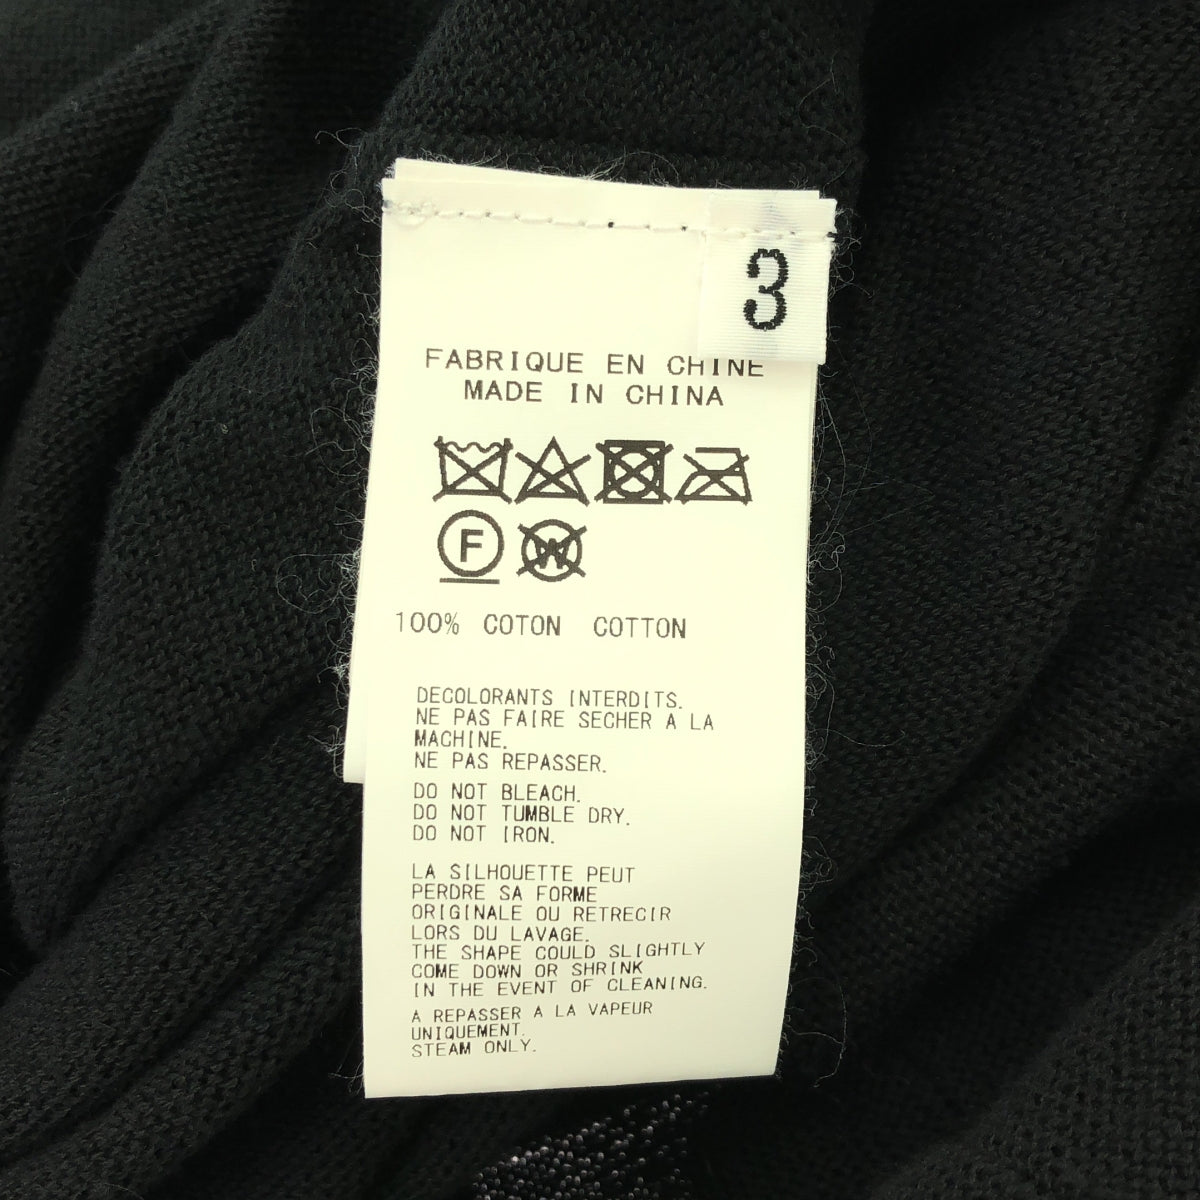 3
FABRIQUE EN CHINE
MADE IN CHINA
F W
100% COTON COTTON
DECOLORANTS INTERDITS.
NE PAS FAIRE SECHER A LA
MACHINE.
NE PAS REPASSER.
DO NOT BLEACH.
DO NOT TUMBLE DRY.
DO NOT IRON.
LA SILHOUETTE PEUT
PERDRE SA FORME
ORIGINALE OU RETRECIR
LORS DU LAVAGE.
THE SHAPE COULD SLIGHTLY
COME DOWN OR SHRINK
IN THE EVENT OF CLEANING.
A REPASSER A LA VAPEUR
UNIQUEMENT.
STEAM ONLY.